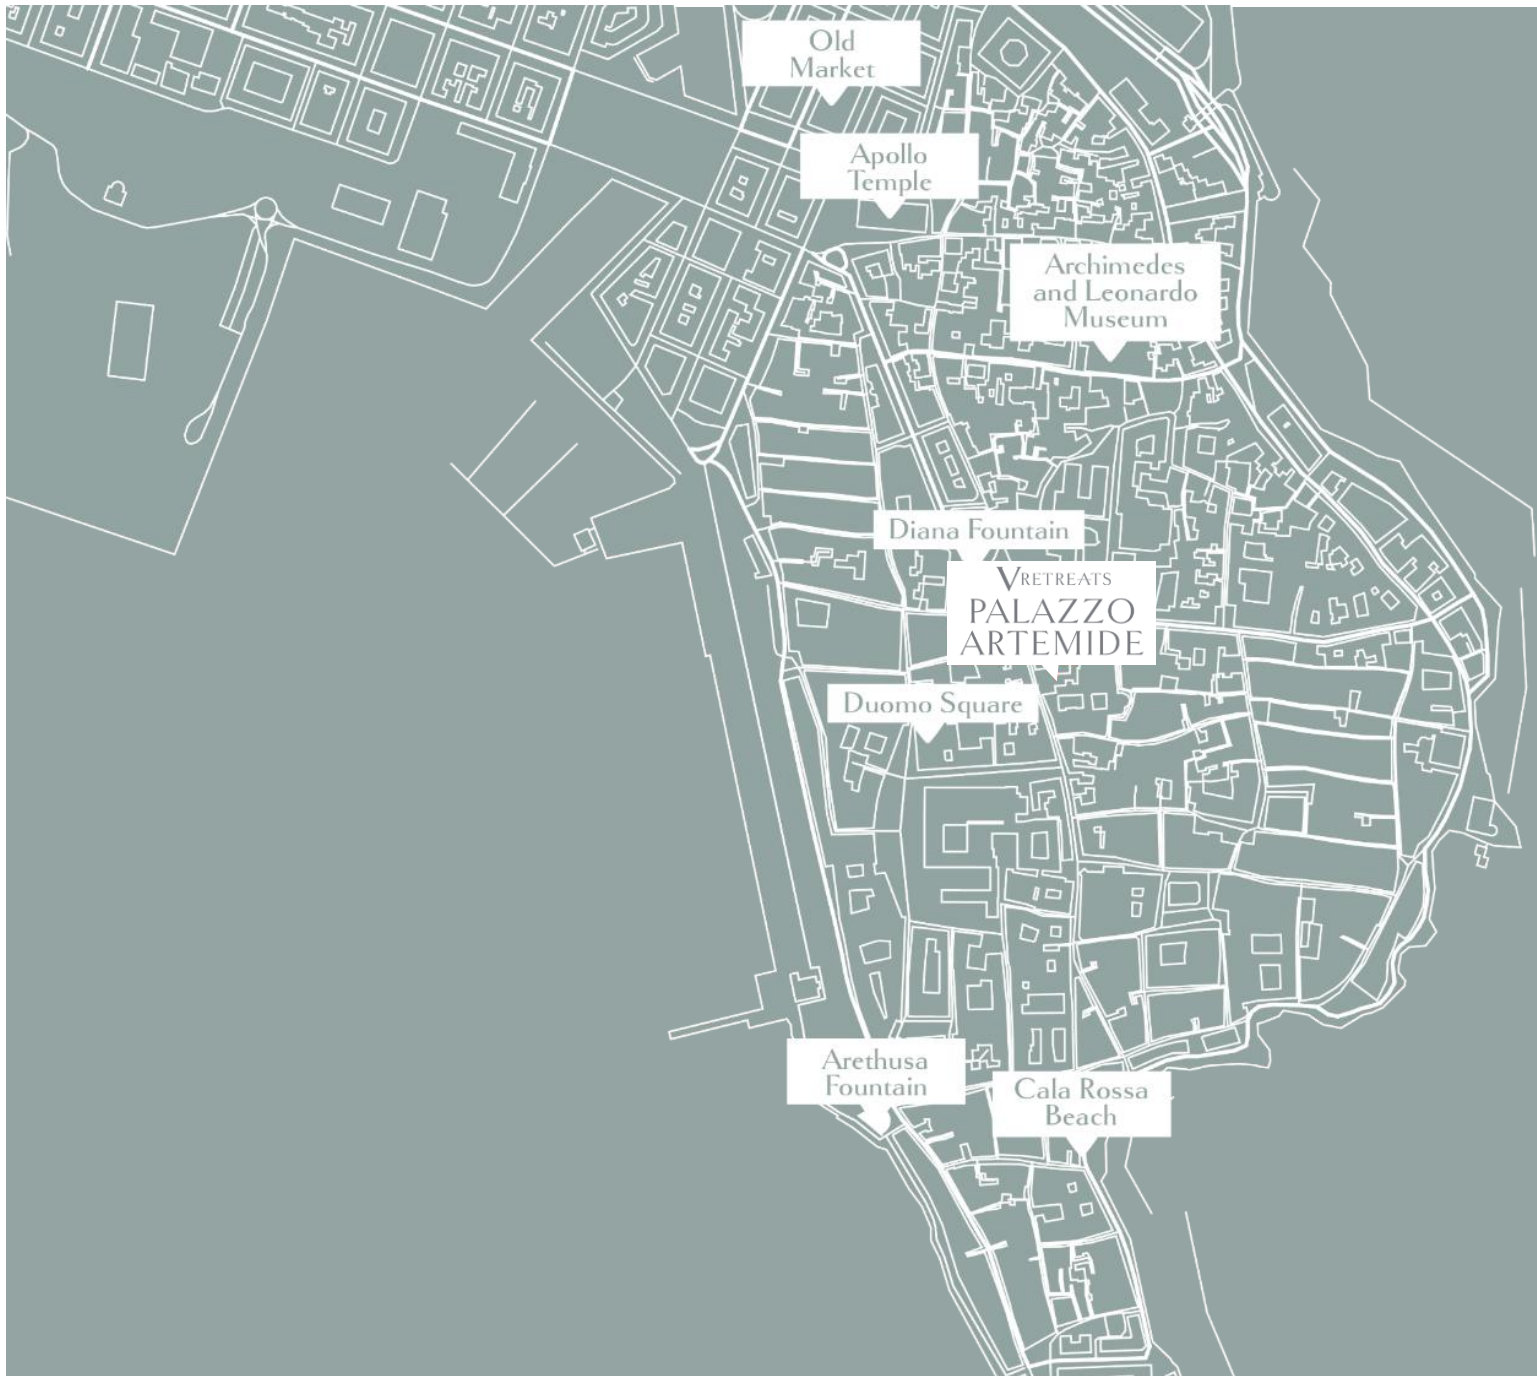 Old
Market
Apollo
Temple
Archimedes
and Leonardo
Museum
Diana Fountain
VRETREATS
PALAZZO
ARTEMIDE
Duomo Square
Arethusa
Fountain
Cala Rossa
Beach